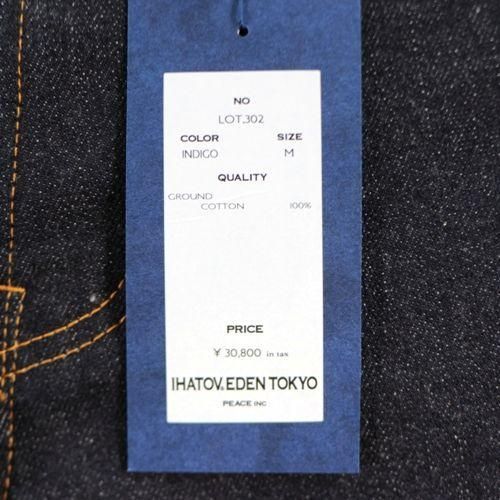 NO
LOT,302
COLOR SIZE
INDIGO M
QUALITY
GROUND
COTTON 100%
PRICE
¥ 30,800 in tax
IHATOV,EDEN TOKYO
PEACE INC